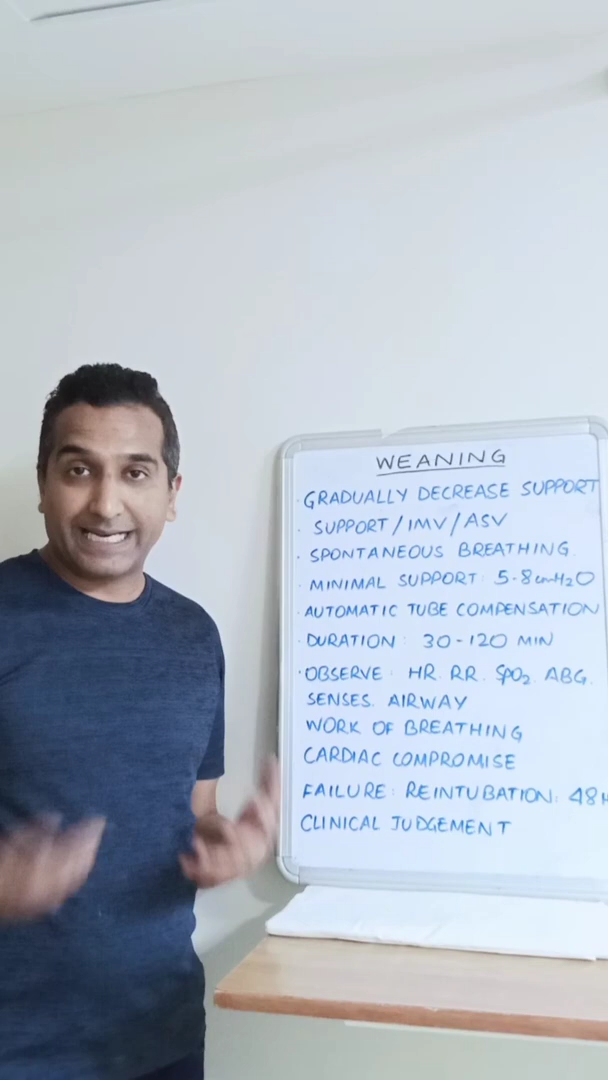 WEANING
· GRADUALLY DECREASE SUPPORT
· SUPPORT/IMV/ASV
· SPONTANEOUS BREATHING.
· MINIMAL SUPPORT: 5-8cmH2O
· AUTOMATIC TUBE COMPENSATION
· DURATION: 30-120 MIN
· OBSERVE: HR. RR. SpO2. ABG.
SENSES. AIRWAY
WORK OF BREATHING
CARDIAC COMPROMISE
FAILURE: REINTUBATION: 48H
CLINICAL JUDGEMENT